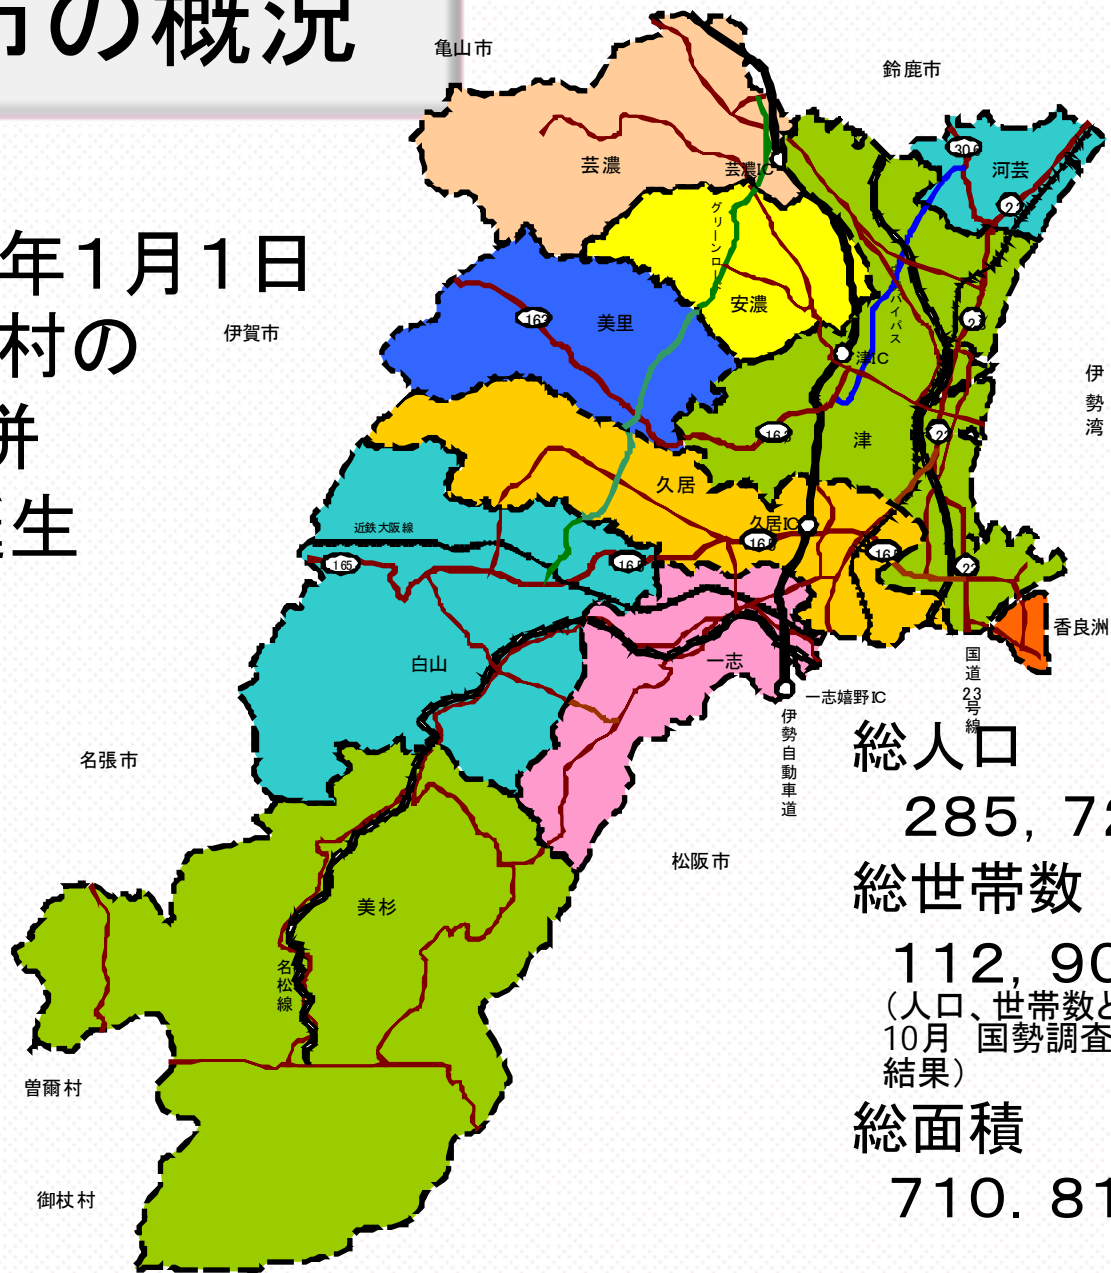 市の概況
年1月1日
村の
併
生
亀山市
鈴鹿市
伊賀市
名張市
曽爾村
御杖村
松阪市
伊勢湾
芸濃
芸濃IC
河芸
306
23
グリーンロード
安濃
バイパス
美里
163
津IC
23
津
163
23
久居
久居IC
近鉄大阪線
165
165
165
165
23
白山
一志
香良洲
国道23号線
一志嬉野IC
伊勢自動車道
美杉
名松線
総人口
285,72
総世帯数
112,90
(人口、世帯数と
10月 国勢調査
結果)
総面積
710.81